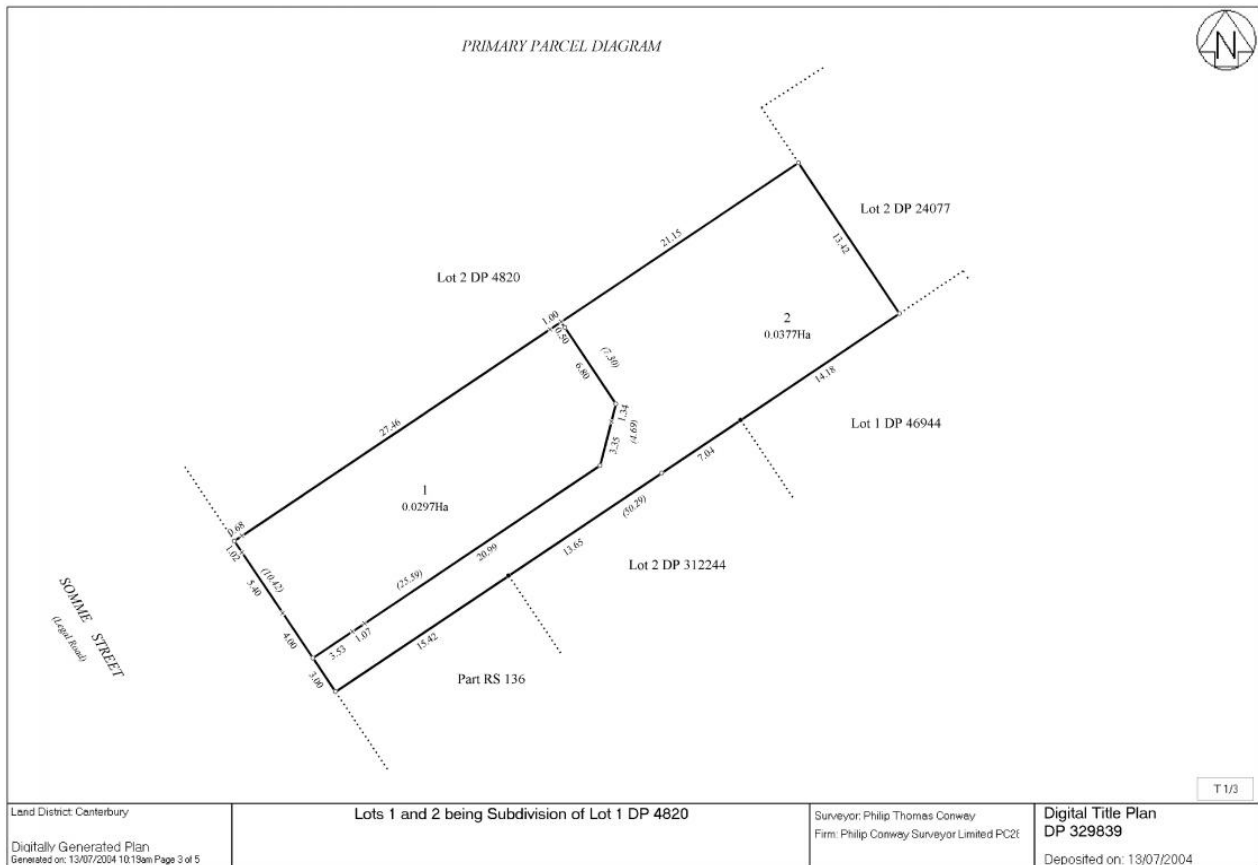 PRIMARY PARCEL DIAGRAM
N
Lot 2 DP 24077
21.15
13.42
Lot 2 DP 4820
1.00
0.50
2
0.0377Ha
(7.30)
6.80
14.18
1.34
(4.69)
3.35
Lot 1 DP 46944
27.46
7.04
1
0.0297Ha
(50.29)
0.68
1.02
20.99
13.65
Lot 2 DP 312244
(10.42)
5.40
(25.59)
SOMME STREET
(Legal Road)
4.00
1.07
3.53
15.42
3.00
Part RS 136
T 1/3
Land District: Canterbury
Digitally Generated Plan
Generated on: 13/07/2004 10:19am Page 3 of 5
Lots 1 and 2 being Subdivision of Lot 1 DP 4820
Surveyor: Philip Thomas Conway
Firm: Philip Conway Surveyor Limited
Digital Title Plan
DP 329839
Deposited on: 13/07/2004